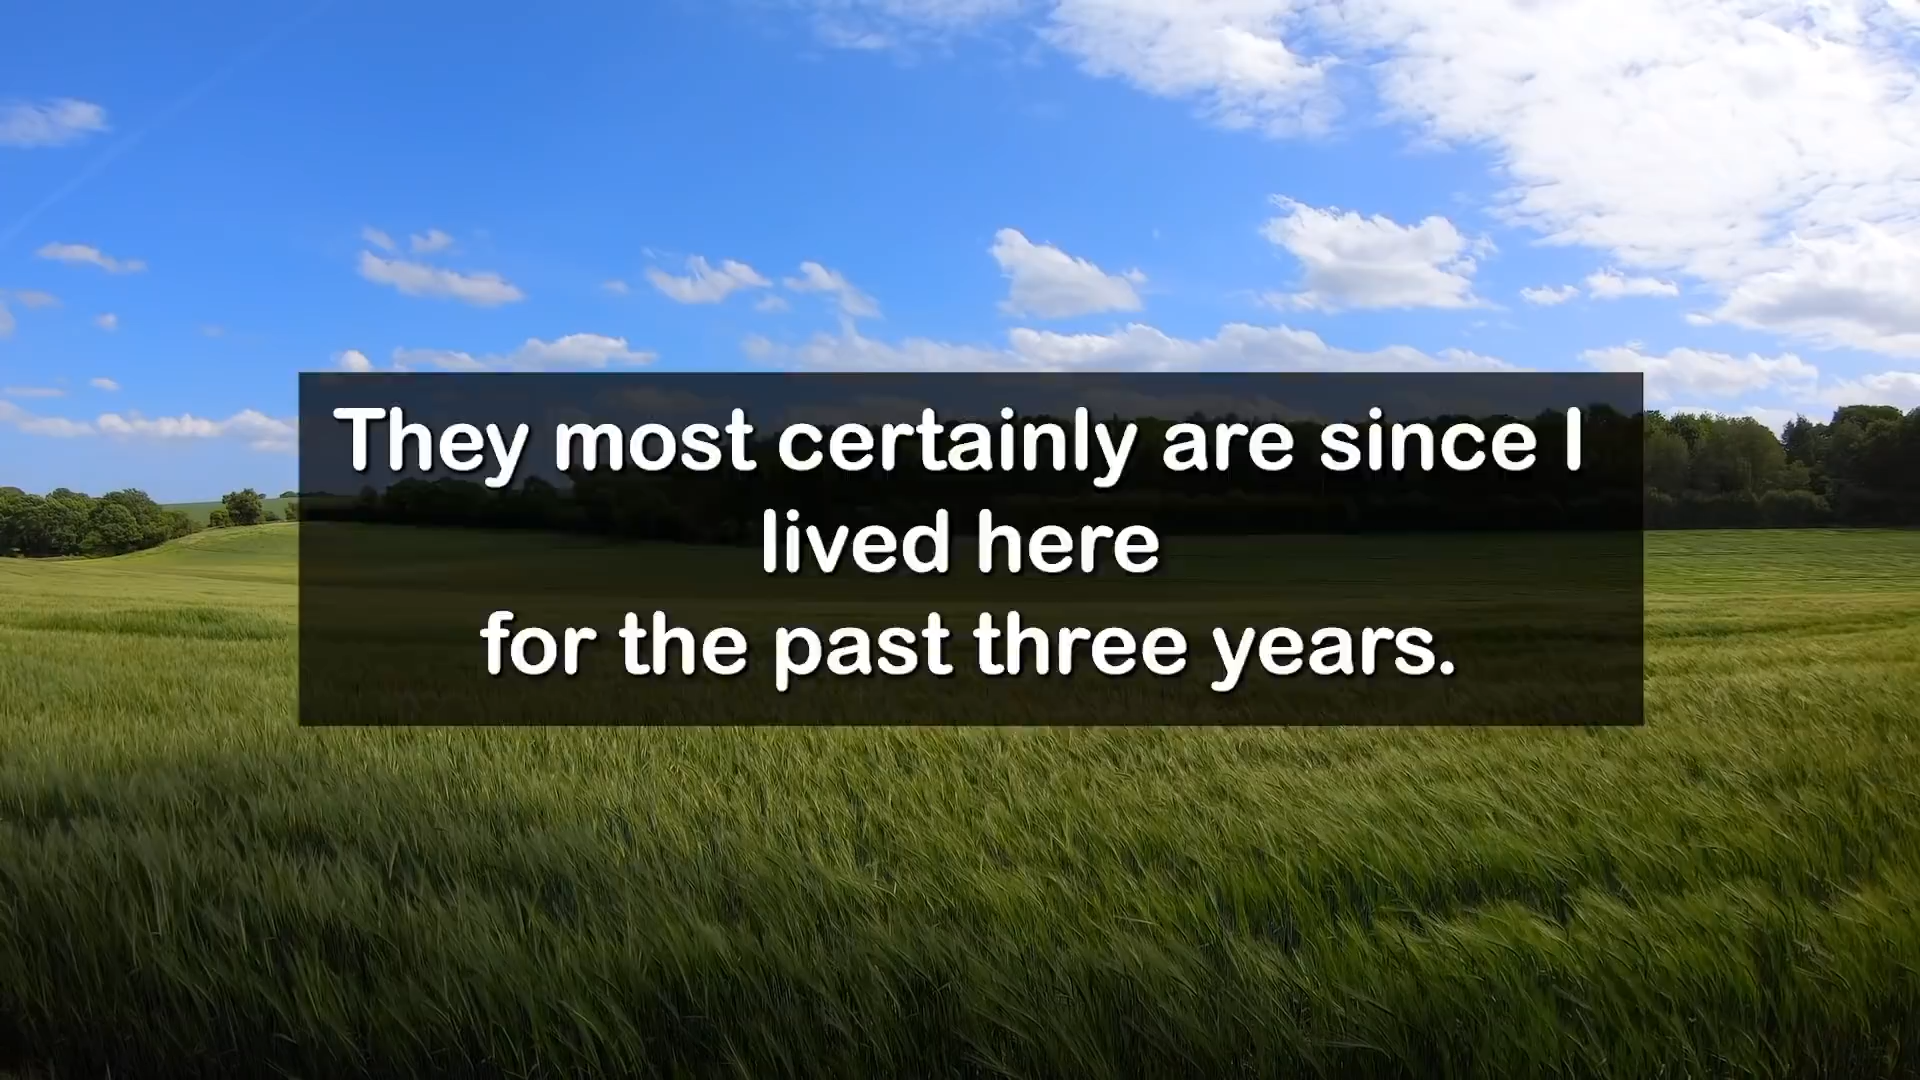 They most certainly are since I
lived here
for the past three years.